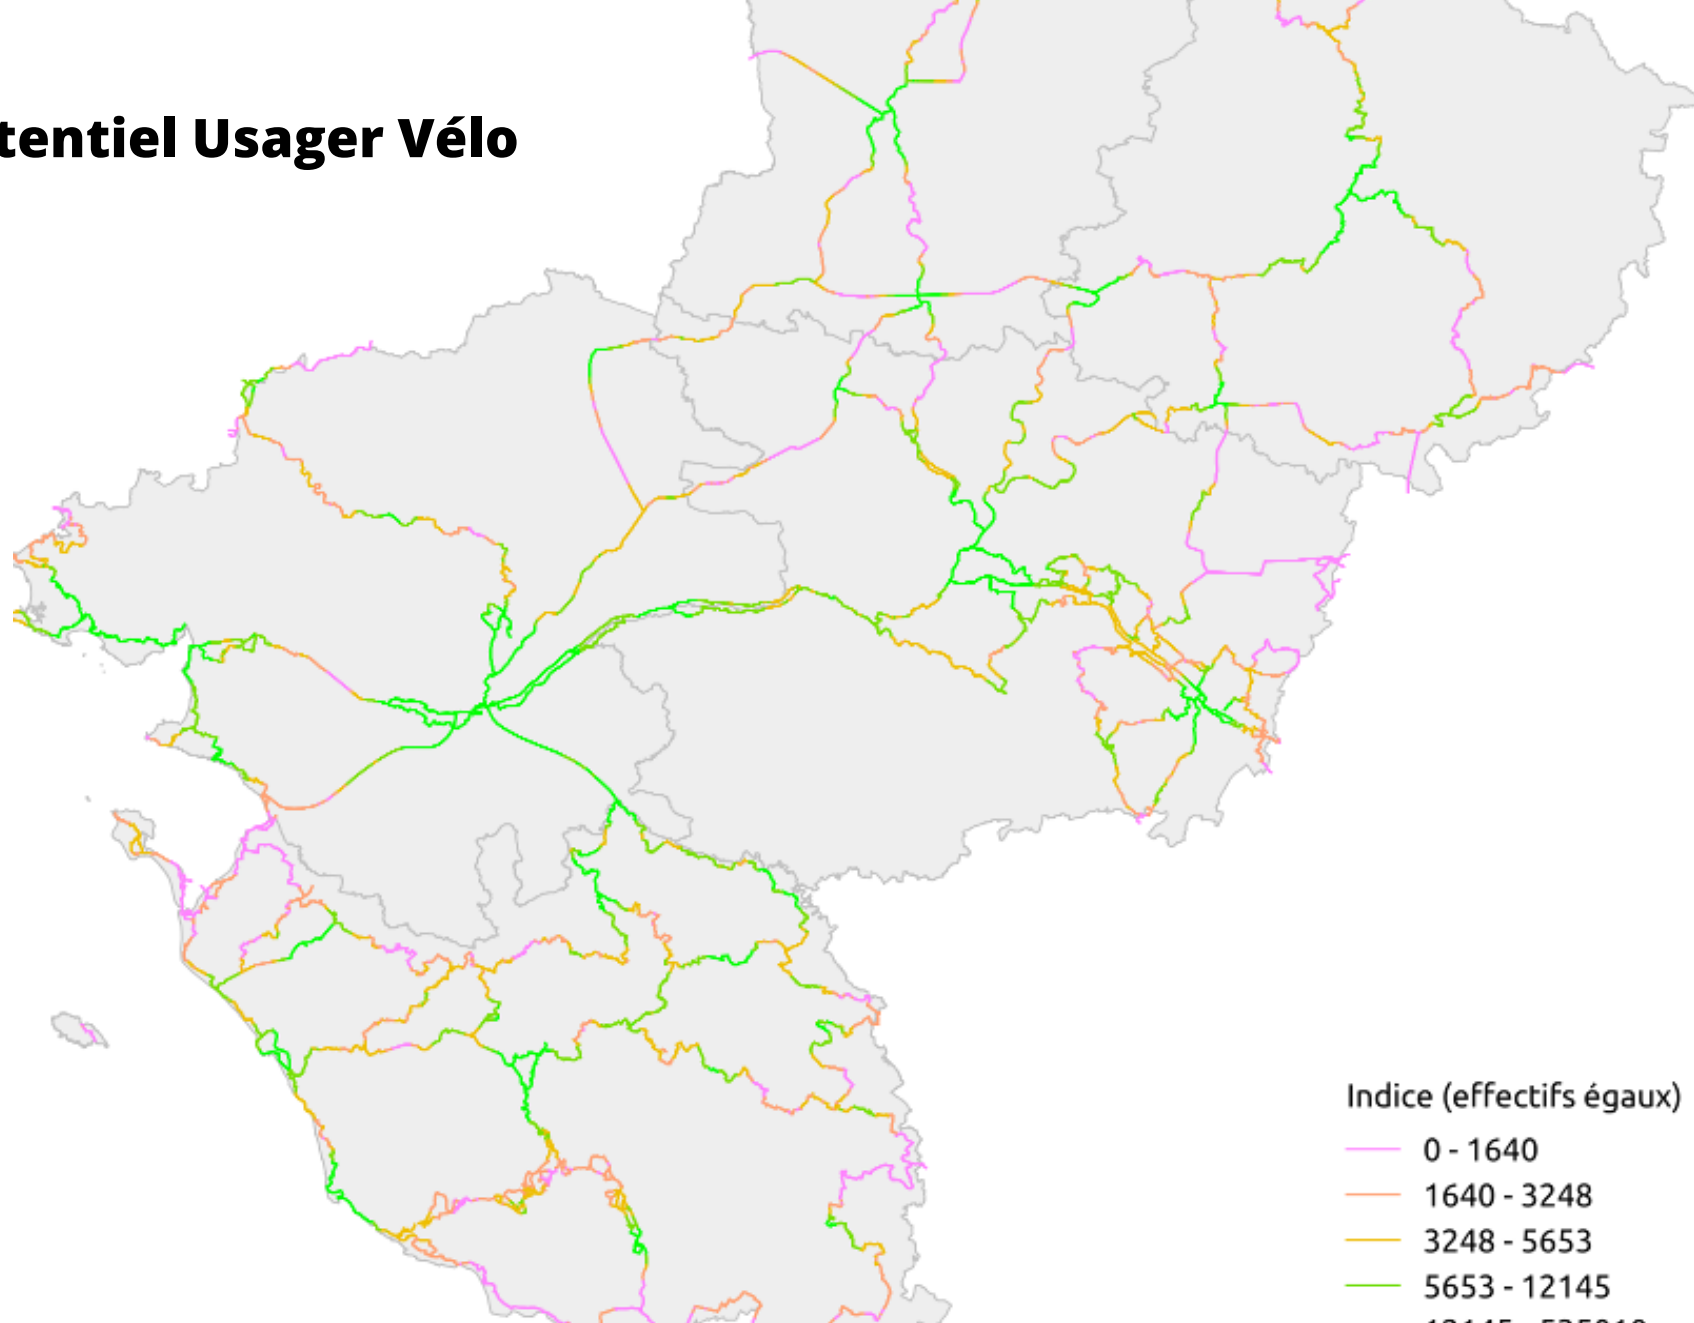 tentiel Usager Vélo
Indice (effectifs égaux)
0 - 1640
1640 - 3248
3248 - 5653
5653 - 12145